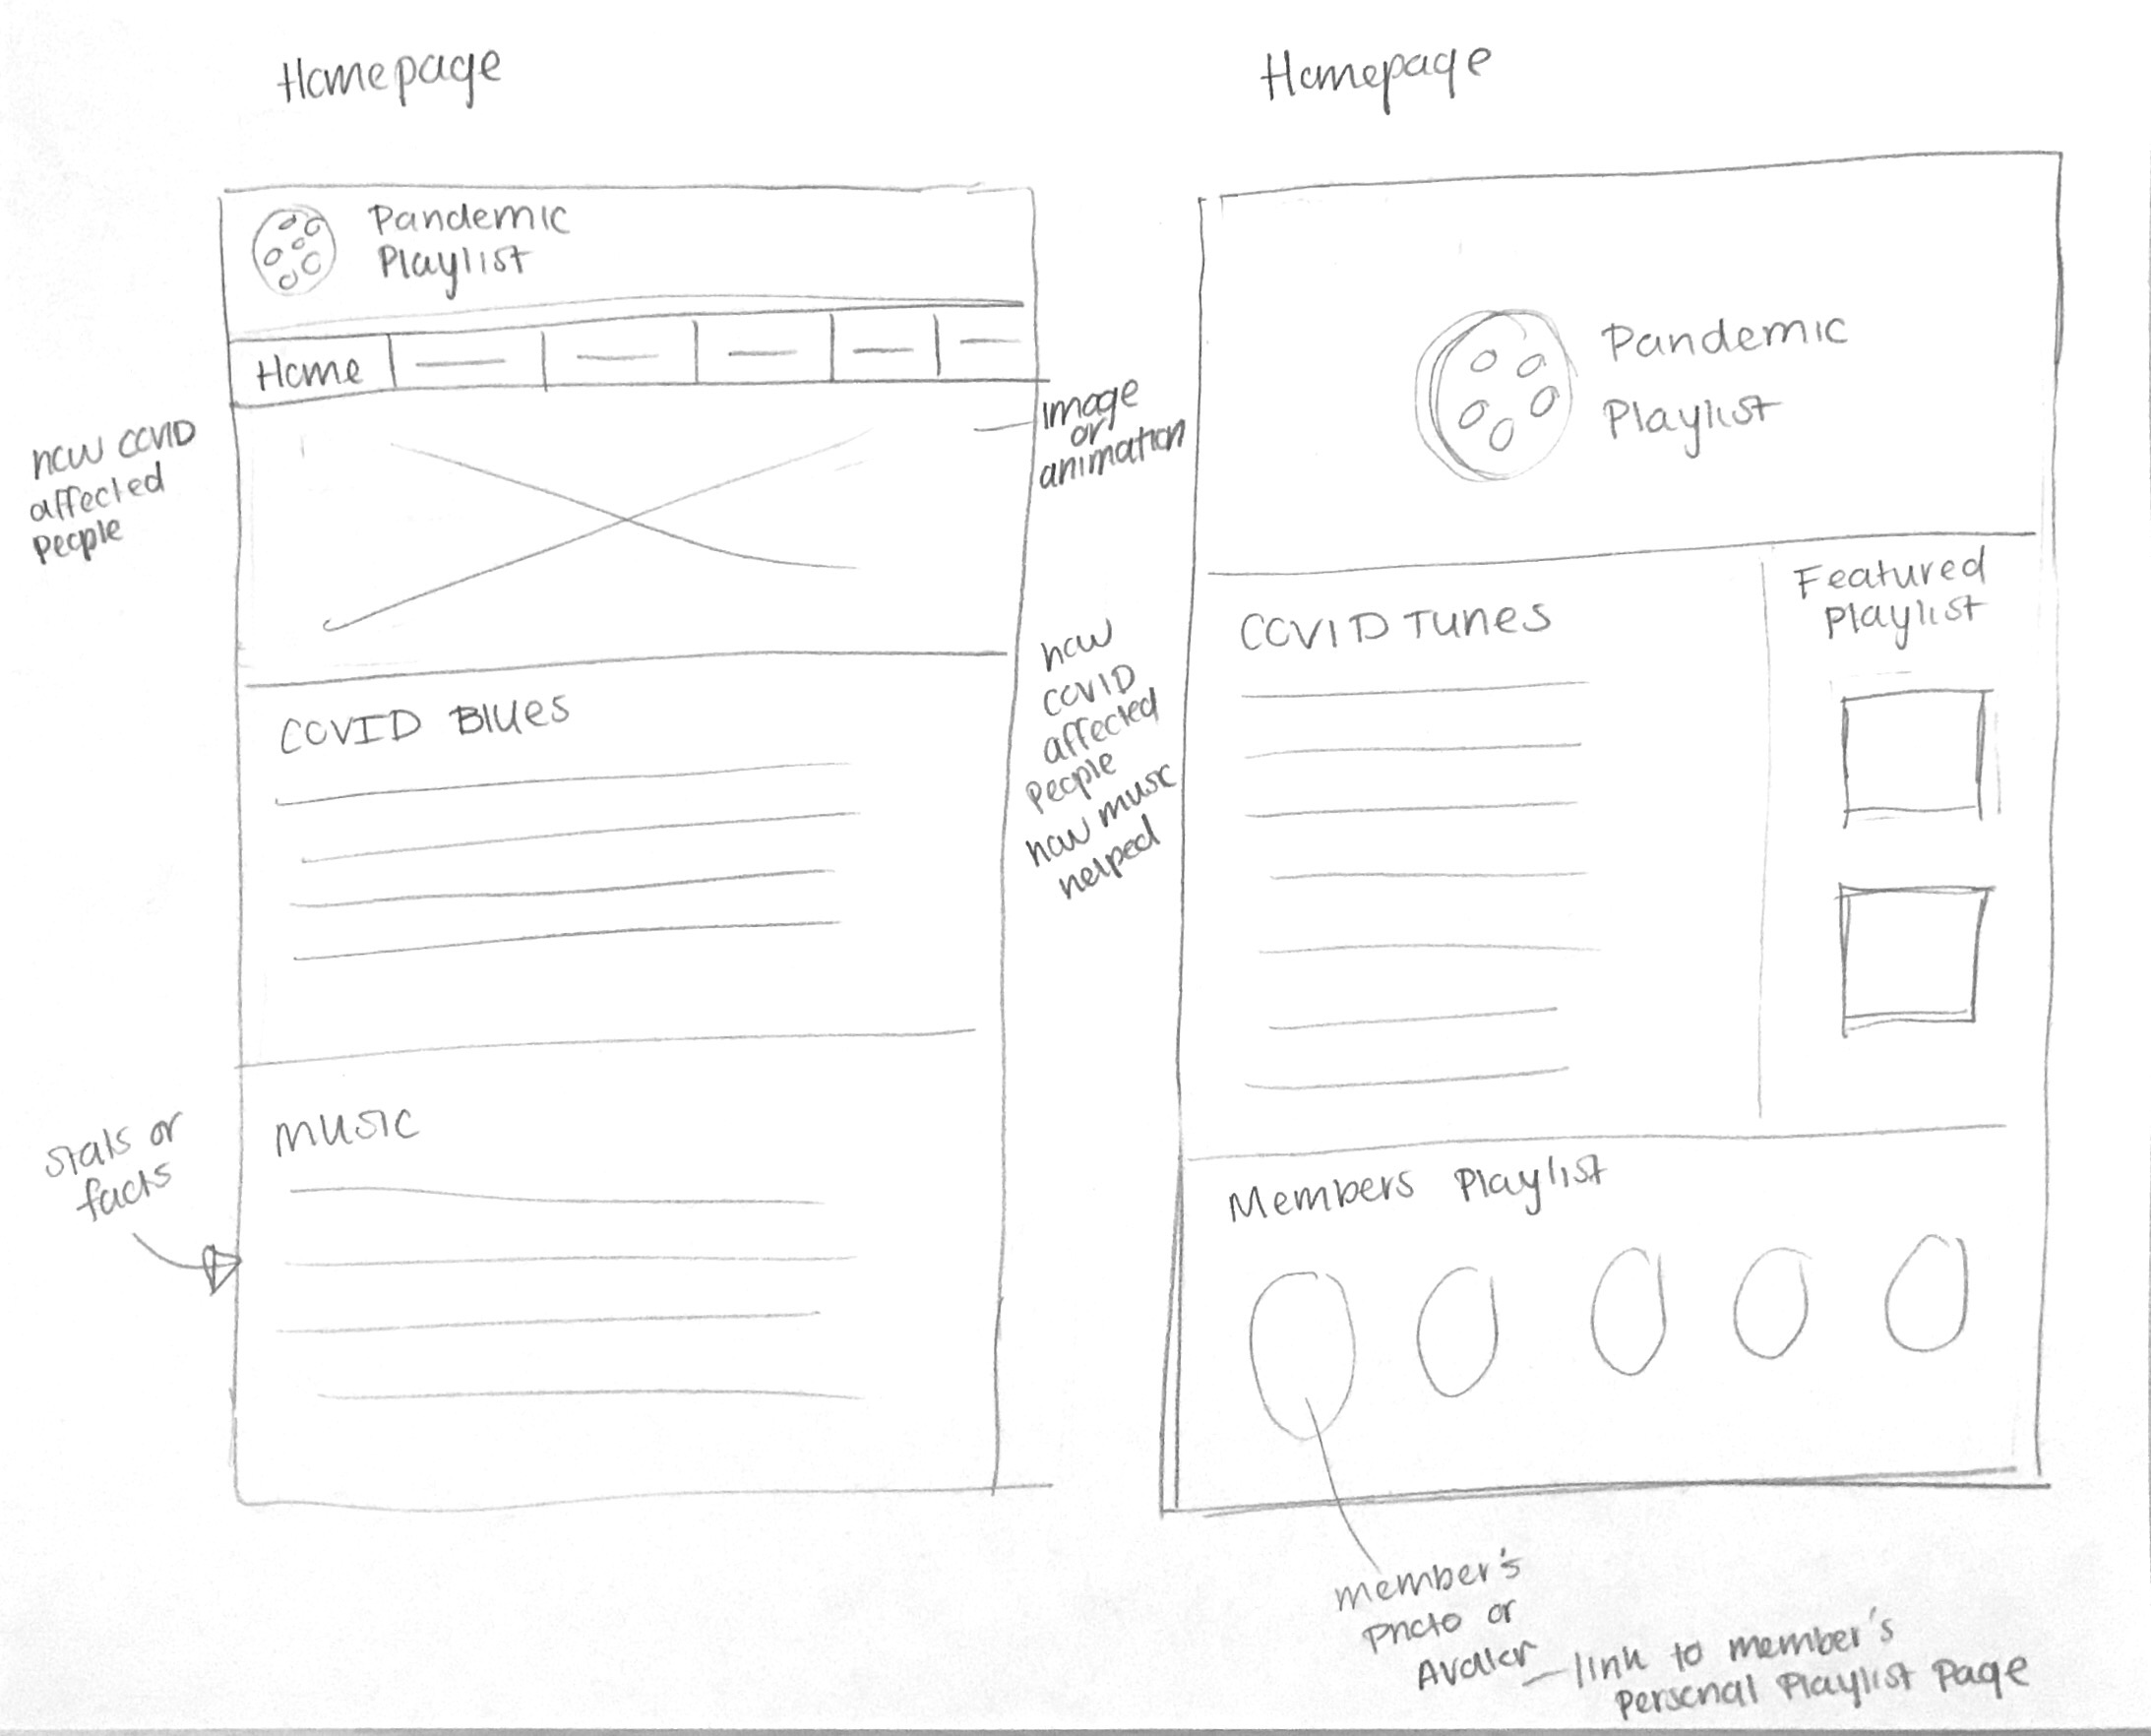 Homepage
Pandemic
Playlist
Home
how COVID
affected
people
image
or
animation
COVID Blues
MUSIC
stats or
facts
Homepage
Pandemic
Playlist
how
COVID
affected
people
how music
helped
COVID TUNES
Featured
Playlist
Members Playlist
member's
Photo or
Avatar – link to member's
Personal Playlist Page